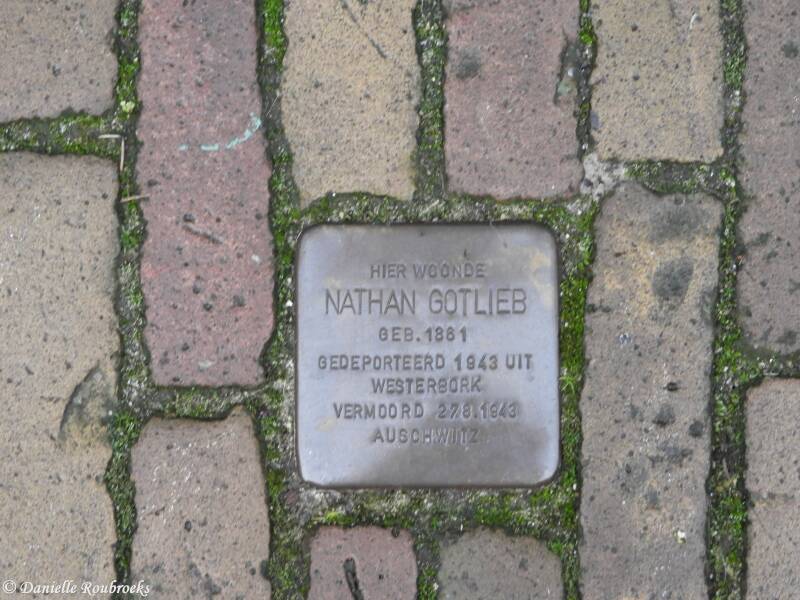 HIER WOONDE
NATHAN GOTLIEB
GEB. 1881
GEDEPORTEERD 1943 UIT
WESTERBORK
VERMOORD 27.8.1943
AUSCHWITZ
© Danielle Roubroeks